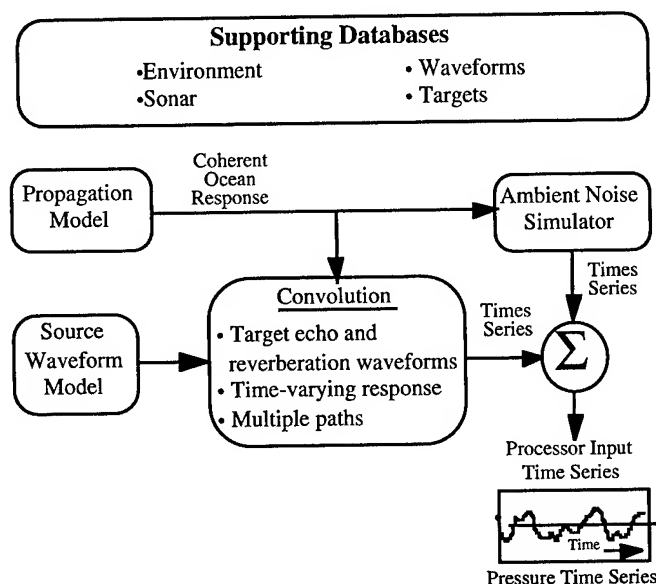 Supporting Databases
•Environment
•Waveforms
•Sonar
•Targets
Coherent
Ocean
Response
Propagation
Model
Ambient Noise
Simulator
Times
Series
Convolution
• Target echo and
reverberation waveforms
• Time-varying response
• Multiple paths
Source
Waveform
Model
Times
Series
Σ
Processor Input
Time Series
Time
Pressure Time Series